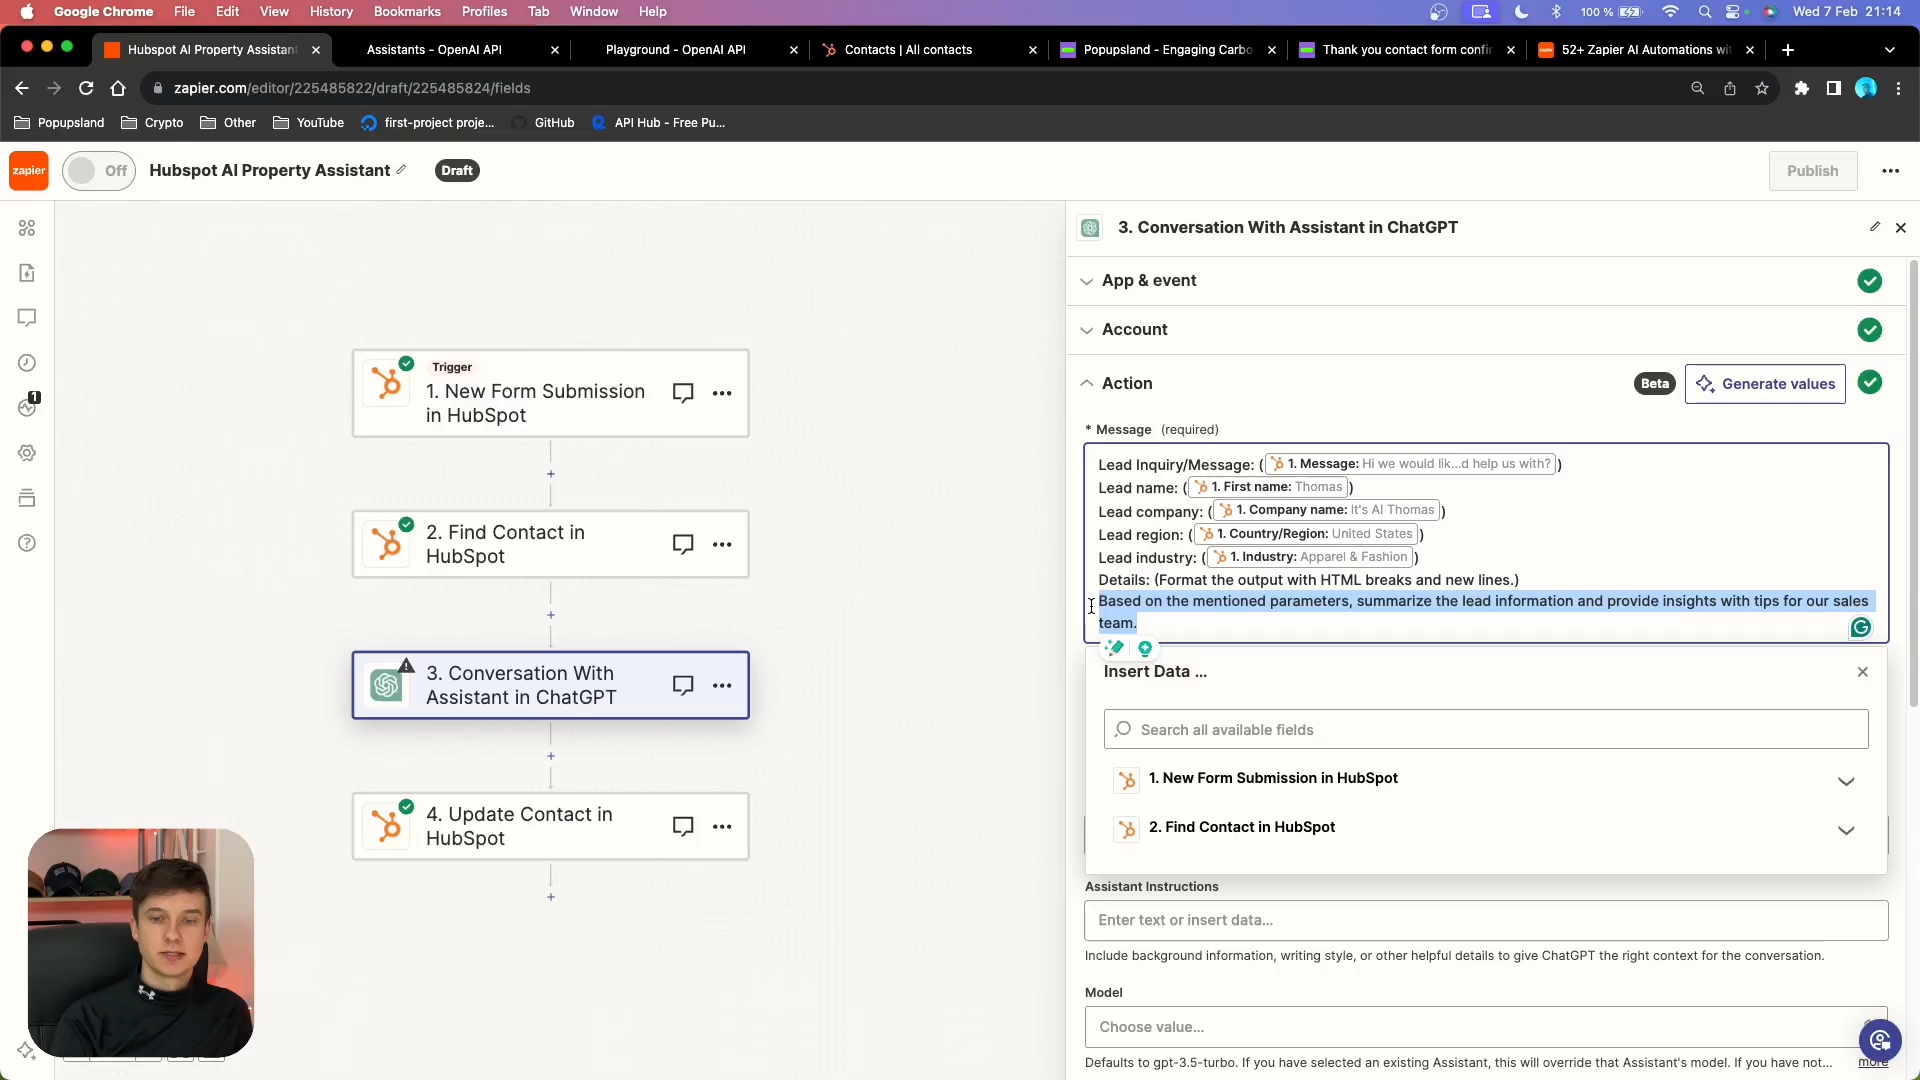 Google Chrome File Edit View History Bookmarks Profiles Tab Window Help 100 % Wed 7 Feb 21:14
Hubspot AI Property Assistant Assistants - OpenAI API Playground - OpenAI API Contacts | All contacts Popupsland - Engaging Carbo Thank you contact form confir 52+ Zapier AI Automations wit
zapier.com/editor/225485822/draft/225485824/fields
Popupsland Crypto Other YouTube first-project proje... GitHub API Hub - Free Pu...
zapier Off Hubspot AI Property Assistant Draft Publish
1
Trigger
1. New Form Submission
in HubSpot
2. Find Contact in
HubSpot
3. Conversation With
Assistant in ChatGPT
4. Update Contact in
HubSpot
3. Conversation With Assistant in ChatGPT
App & event
Account
Action Beta Generate values
* Message (required)
Lead Inquiry/Message: ( 1. Message: Hi we would lik...d help us with? )
Lead name: ( 1. First name: Thomas )
Lead company: ( 1. Company name: It's AI Thomas )
Lead region: ( 1. Country/Region: United States )
Lead industry: ( 1. Industry: Apparel & Fashion )
Details: (Format the output with HTML breaks and new lines.)
Based on the mentioned parameters, summarize the lead information and provide insights with tips for our sales
team.
Insert Data ...
Search all available fields
1. New Form Submission in HubSpot
2. Find Contact in HubSpot
Assistant Instructions
Enter text or insert data...
Include background information, writing style, or other helpful details to give ChatGPT the right context for the conversation.
Model
Choose value...
Defaults to gpt-3.5-turbo. If you have selected an existing Assistant, this will override that Assistant's model. If you have not... more